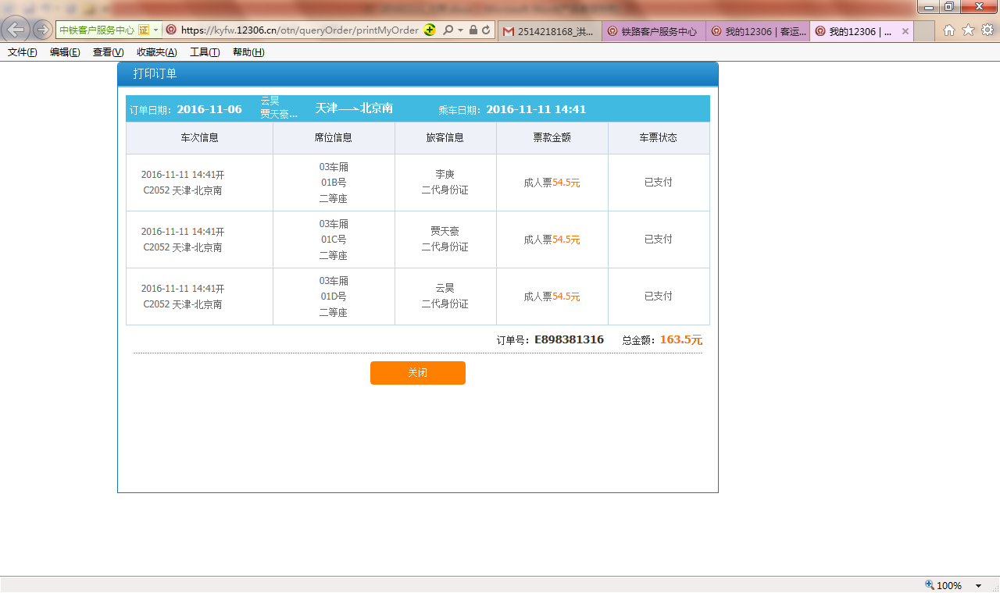 中铁客户服务中心 证 https://kyfw.12306.cn/otn/queryOrder/printMyOrder 2514218168_洪... 铁路客户服务中心 我的12306 | 客运... 我的12306 | ...
文件(F) 编辑(E) 查看(V) 收藏夹(A) 工具(T) 帮助(H)
打印订单
订单日期：2016-11-06 云昊 贾天豪... 天津—→北京南 乘车日期：2016-11-11 14:41
车次信息 席位信息 旅客信息 票款金额 车票状态
2016-11-11 14:41开
C2052 天津-北京南
03车厢
01B号
二等座
李庚
二代身份证
成人票54.5元
已支付
2016-11-11 14:41开
C2052 天津-北京南
03车厢
01C号
二等座
贾天豪
二代身份证
成人票54.5元
已支付
2016-11-11 14:41开
C2052 天津-北京南
03车厢
01D号
二等座
云昊
二代身份证
成人票54.5元
已支付
订单号：E898381316 总金额：163.5元
关闭
100%